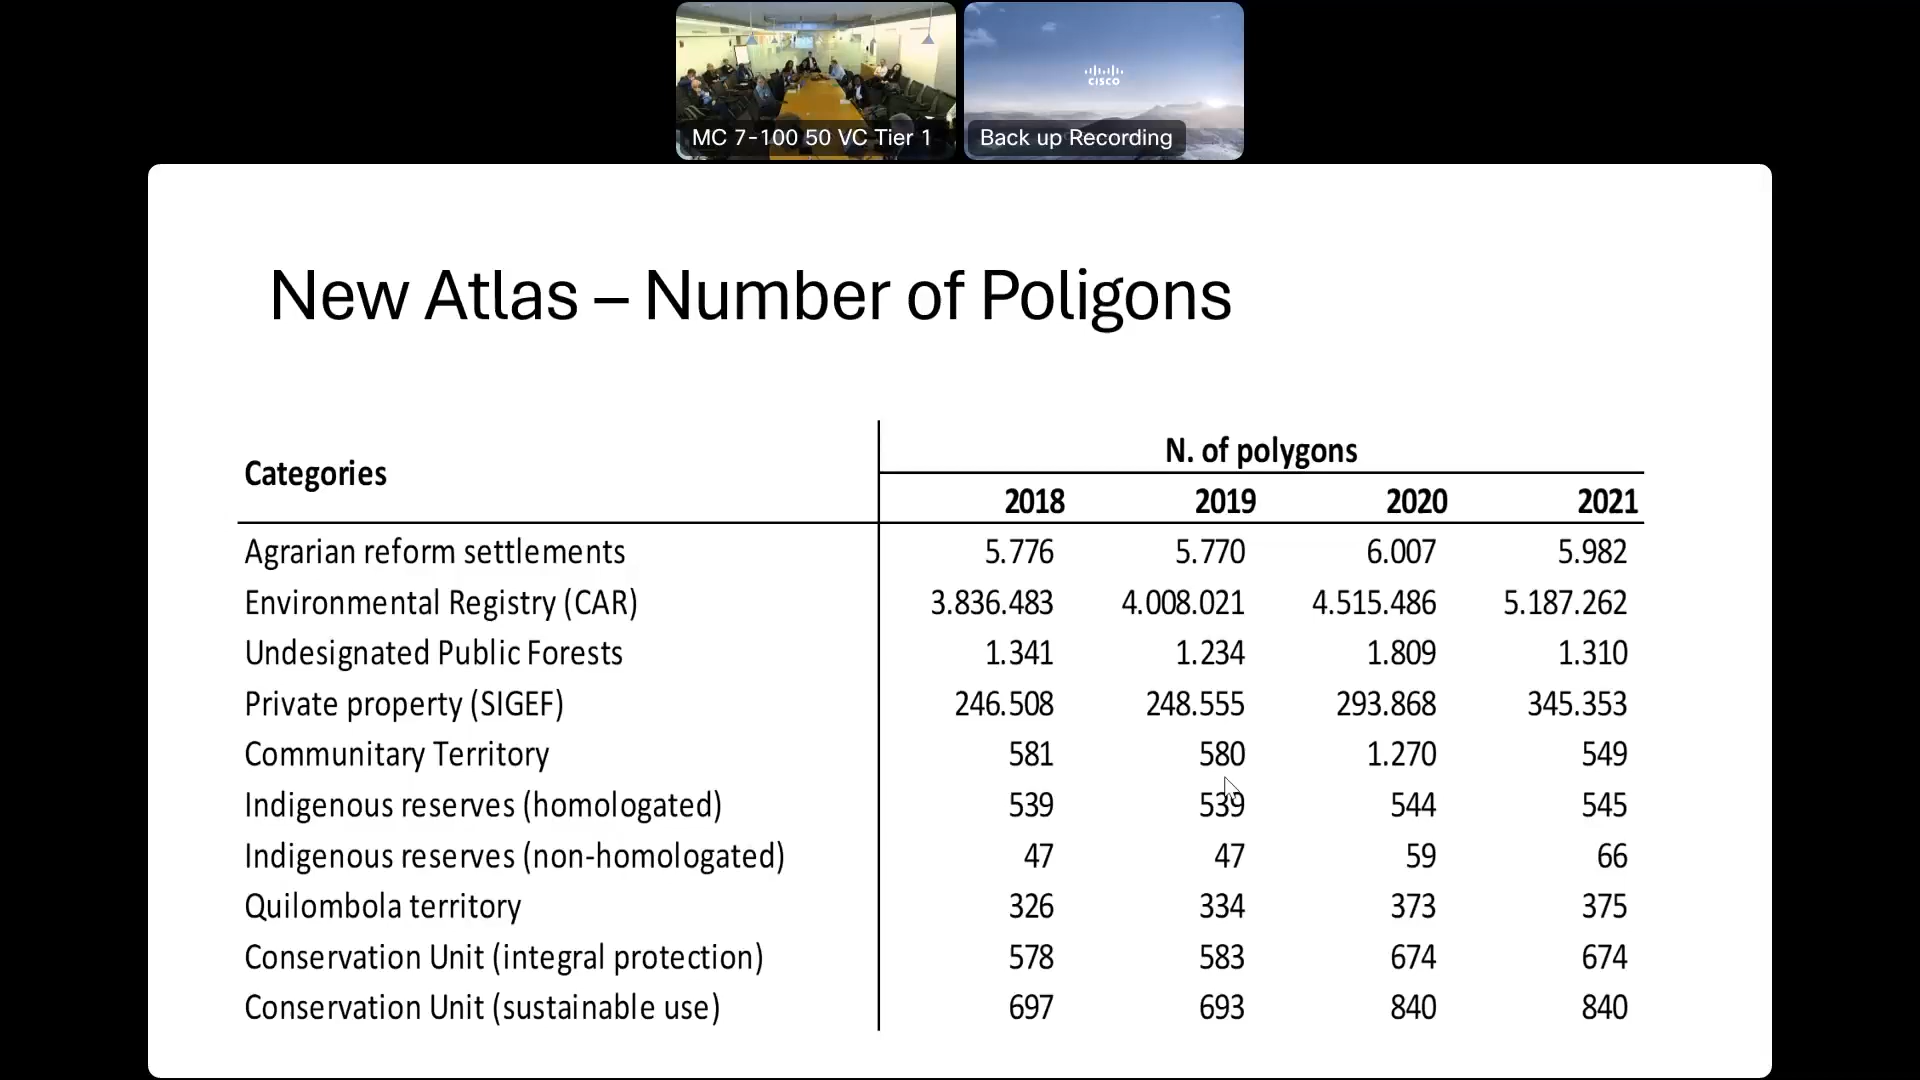 MC 7-100 50 VC Tier 1
CISCO
Back up Recording
New Atlas – Number of Poligons
Categories
N. of polygons
2018 2019 2020 2021
Agrarian reform settlements 5.776 5.770 6.007 5.982
Environmental Registry (CAR) 3.836.483 4.008.021 4.515.486 5.187.262
Undesignated Public Forests 1.341 1.234 1.809 1.310
Private property (SIGEF) 246.508 248.555 293.868 345.353
Communitary Territory 581 580 1.270 549
Indigenous reserves (homologated) 539 539 544 545
Indigenous reserves (non-homologated) 47 47 59 66
Quilombola territory 326 334 373 375
Conservation Unit (integral protection) 578 583 674 674
Conservation Unit (sustainable use) 697 693 840 840